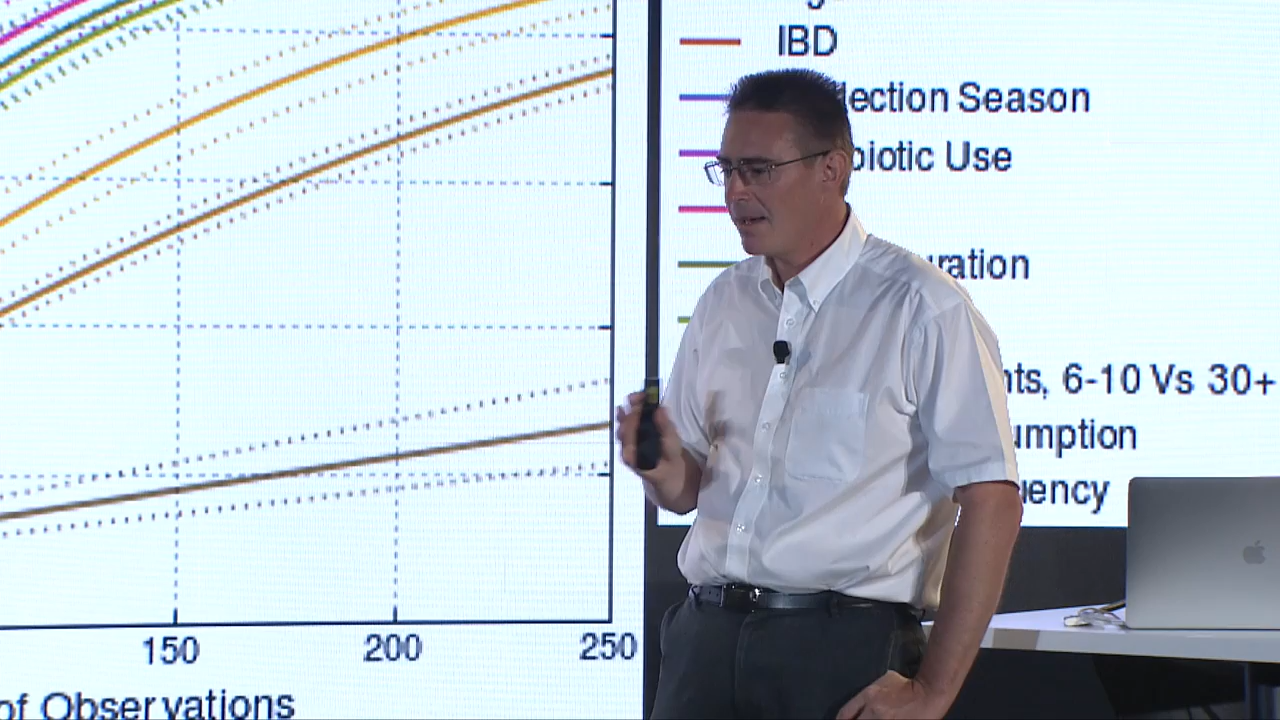 150 200 250
of Observations
IBD
lection Season
biotic Use
uration
nts, 6-10 Vs 30+
umption
uency